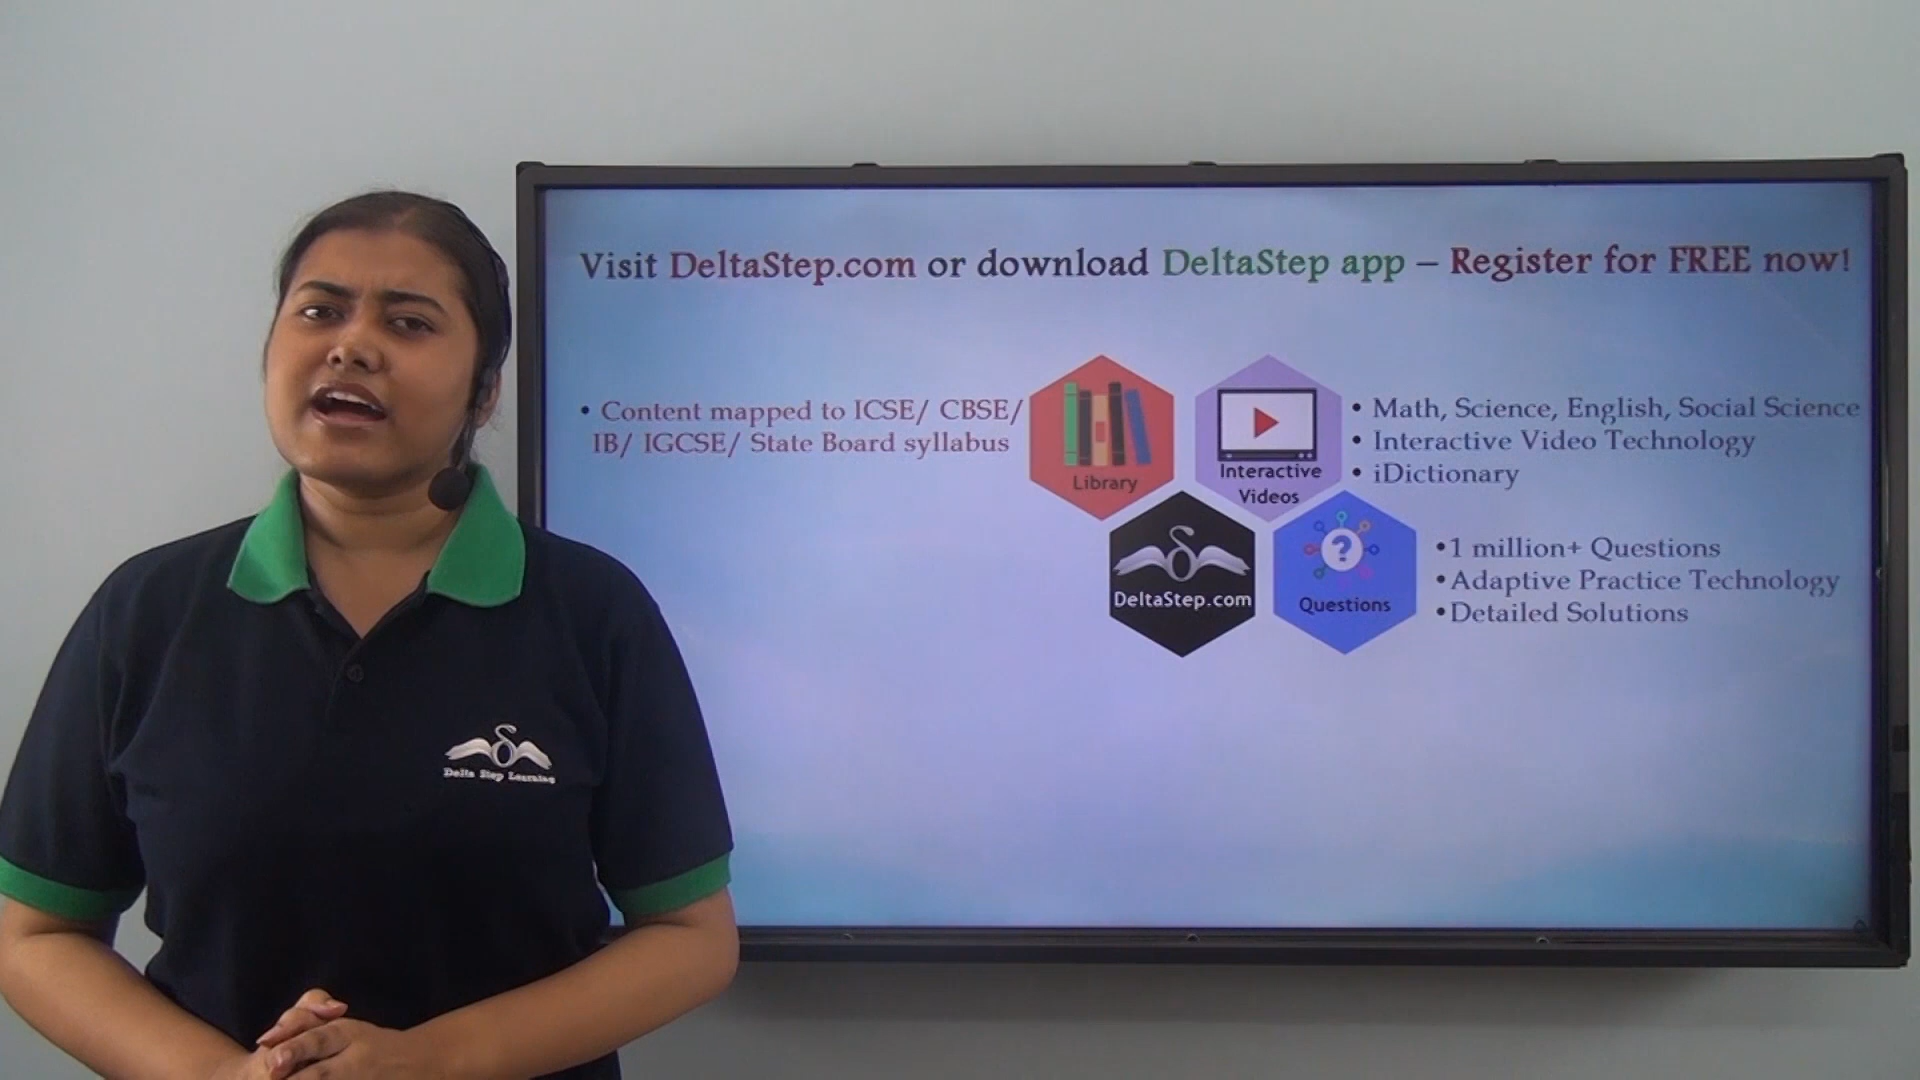 Visit DeltaStep.com or download DeltaStep app – Register for FREE now!
• Content mapped to ICSE/ CBSE/
IB/ IGCSE/ State Board syllabus
Library
Interactive
Videos
• Math, Science, English, Social Science
• Interactive Video Technology
• iDictionary
DeltaStep.com
Questions
•1 million+ Questions
•Adaptive Practice Technology
•Detailed Solutions
Delta Step Learning